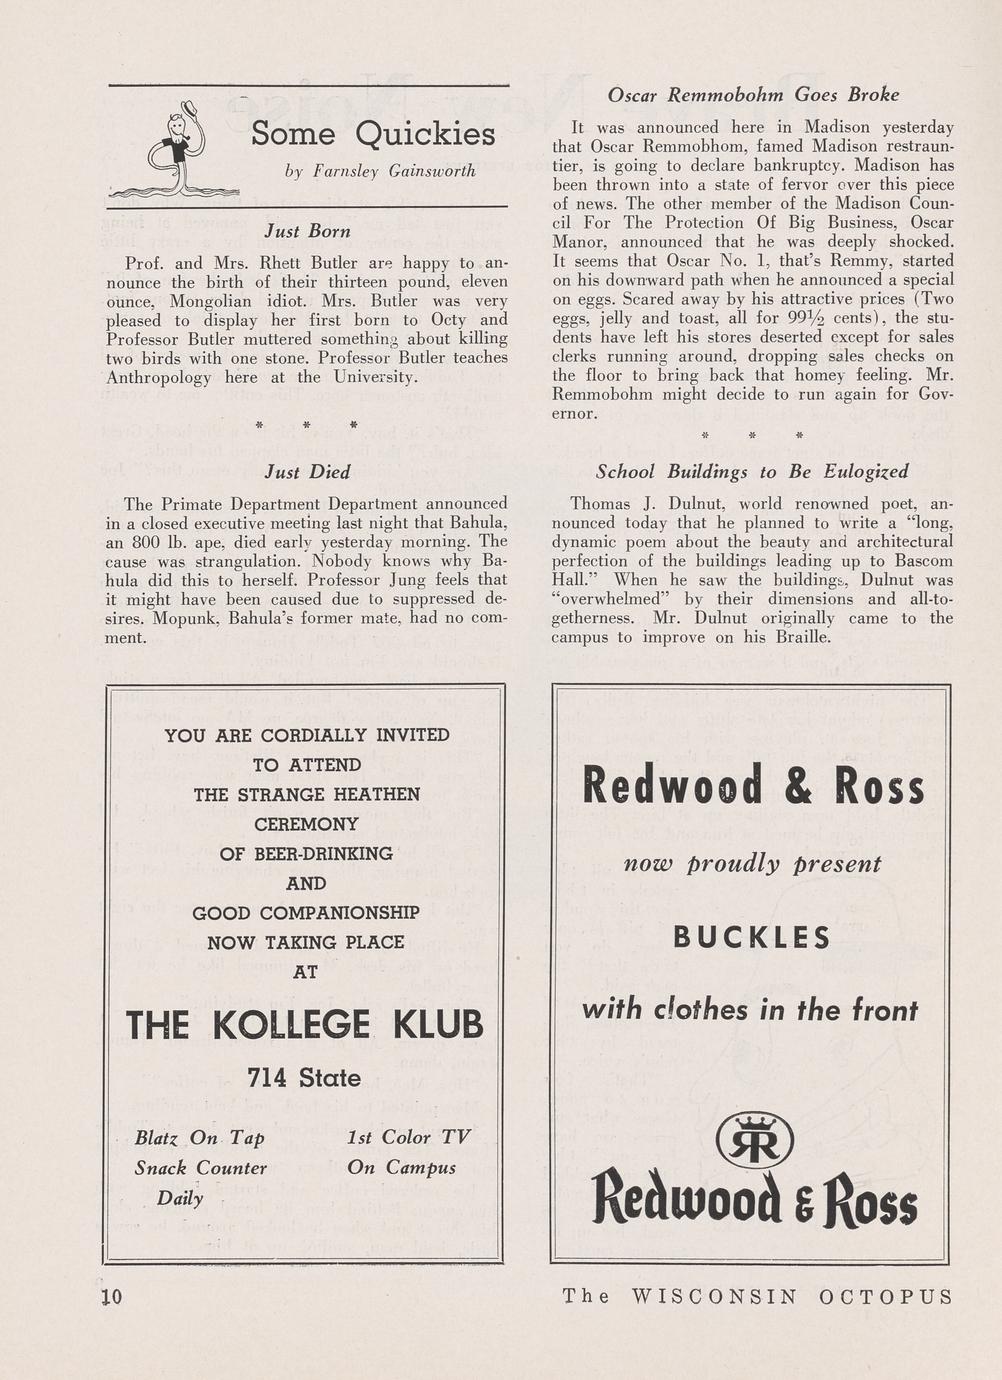 Some Quickies
by Farnsley Gainsworth
Just Born
Prof. and Mrs. Rhett Butler are happy to an-
nounce the birth of their thirteen pound, eleven
ounce, Mongolian idiot. Mrs. Butler was very
pleased to display her first born to Octy and
Professor Butler muttered something about killing
two birds with one stone. Professor Butler teaches
Anthropology here at the University.
* * *
Just Died
The Primate Department Department announced
in a closed executive meeting last night that Bahula,
an 800 lb. ape, died early yesterday morning. The
cause was strangulation. Nobody knows why Ba-
hula did this to herself. Professor Jung feels that
it might have been caused due to suppressed de-
sires. Mopunk, Bahula's former mate, had no com-
ment.
Oscar Remmobohm Goes Broke
It was announced here in Madison yesterday
that Oscar Remmobhom, famed Madison restraun-
tier, is going to declare bankruptcy. Madison has
been thrown into a state of fervor over this piece
of news. The other member of the Madison Coun-
cil For The Protection Of Big Business, Oscar
Manor, announced that he was deeply shocked.
It seems that Oscar No. 1, that's Remmy, started
on his downward path when he announced a special
on eggs. Scared away by his attractive prices (Two
eggs, jelly and toast, all for 99½ cents), the stu-
dents have left his stores deserted except for sales
clerks running around, dropping sales checks on
the floor to bring back that homey feeling. Mr.
Remmobohm might decide to run again for Gov-
ernor.
* * *
School Buildings to Be Eulogized
Thomas J. Dulnut, world renowned poet, an-
nounced today that he planned to write a "long,
dynamic poem about the beauty and architectural
perfection of the buildings leading up to Bascom
Hall." When he saw the buildings, Dulnut was
"overwhelmed" by their dimensions and all-to-
getherness. Mr. Dulnut originally came to the
campus to improve on his Braille.
YOU ARE CORDIALLY INVITED
TO ATTEND
THE STRANGE HEATHEN
CEREMONY
OF BEER-DRINKING
AND
GOOD COMPANIONSHIP
NOW TAKING PLACE
AT
THE KOLLEGE KLUB
714 State
Blatz On Tap
Snack Counter
Daily
1st Color TV
On Campus
Redwood & Ross
now proudly present
BUCKLES
with clothes in the front
RR
Redwood & Ross
10
The WISCONSIN OCTOPUS